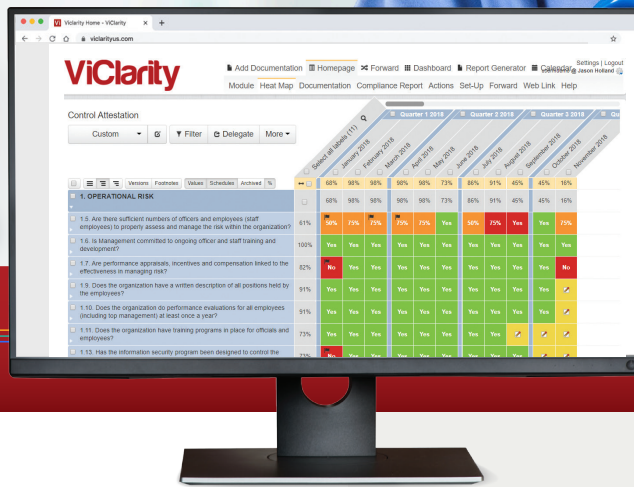 Vi Viclarity Home - ViClarity × +
viclarityus.com
ViClarity
Add Documentation Homepage Forward Dashboard Report Generator Calendar
Settings | Logout
Jason Holland
Module Heat Map Documentation Compliance Report Actions Set-Up Forward Web Link Help
Control Attestation
Custom Filter Delegate More
Select all labels (11)
Quarter 1 2018 Quarter 2 2018 Quarter 3 2018 Qu
January 2018 February 2018 March 2018 April 2018 May 2018 June 2018 July 2018 August 2018 September 2018 October 2018 November 2018
Versions Footnotes Values Schedules Archived %
68% 98% 98% 98% 98% 73% 86% 91% 45% 45% 16%
1. OPERATIONAL RISK
68% 98% 98% 98% 98% 73% 86% 91% 45% 45% 16%
1.5. Are there sufficient numbers of officers and employees (staff
employees) to properly assess and manage the risk within the organization?
61% 50% 75% 75% 75% 75% Yes 50% 75% Yes Yes 75%
1.6. Is Management committed to ongoing officer and staff training and
development?
100% Yes Yes Yes Yes Yes Yes Yes Yes Yes Yes Yes
1.7. Are performance appraisals, incentives and compensation linked to the
effectiveness in managing risk?
82% No Yes Yes Yes Yes Yes Yes Yes Yes Yes No
1.9. Does the organization have a written description of all positions held by
the employees?
91% Yes Yes Yes Yes Yes Yes Yes Yes Yes Yes
1.10. Does the organization do performance evaluations for all employees
(including top management) at least once a year?
91% Yes Yes Yes Yes Yes Yes Yes Yes Yes Yes
1.11. Does the organization have training programs in place for officials and
employees?
73% Yes Yes Yes Yes Yes Yes Yes Yes
1.13. Has the information security program been designed to control the
73% No Yes Yes Yes Yes Yes Yes Yes Yes